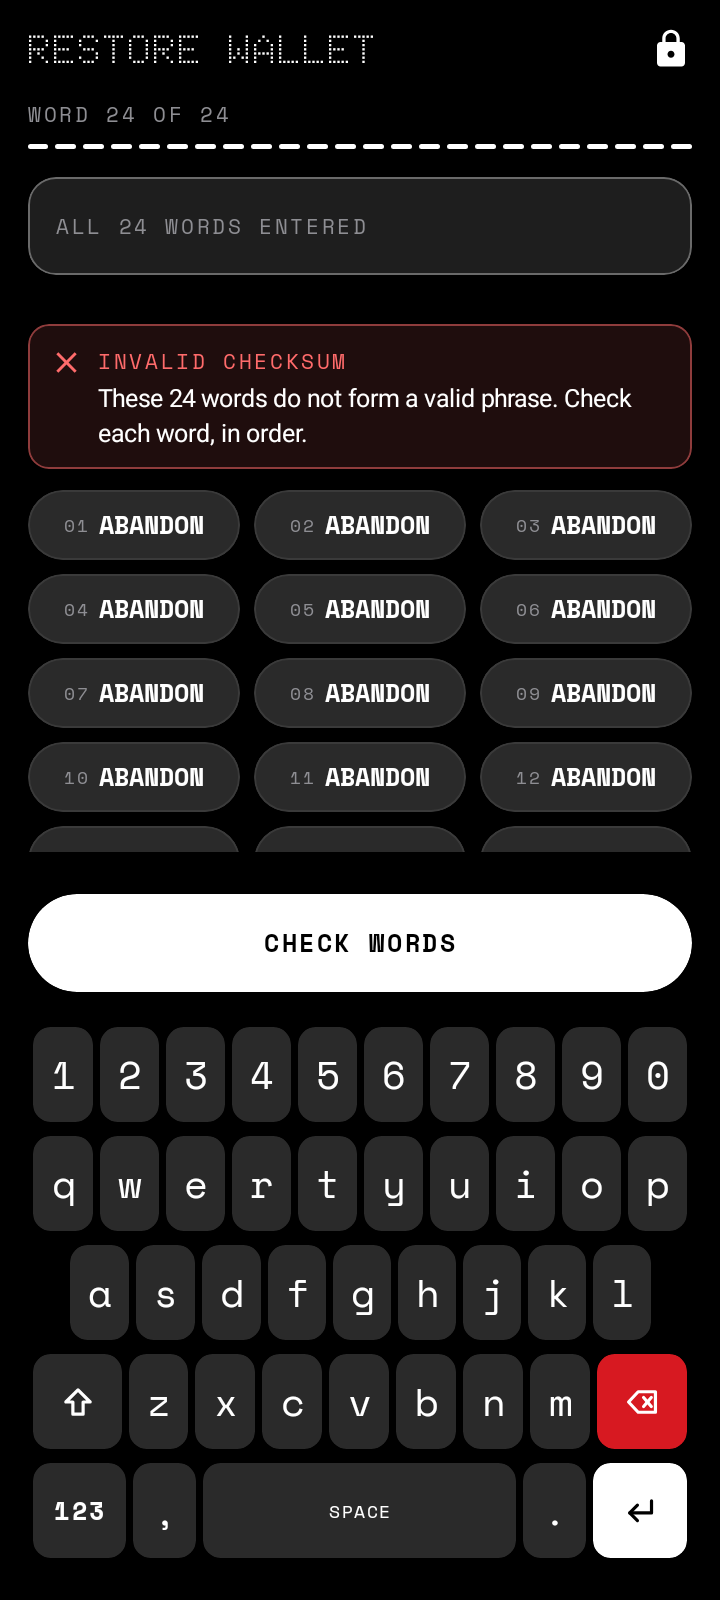 RESTORE WALLET
WORD 24 OF 24
ALL 24 WORDS ENTERED
INVALID CHECKSUM
These 24 words do not form a valid phrase. Check
each word, in order.
01 ABANDON 02 ABANDON 03 ABANDON
04 ABANDON 05 ABANDON 06 ABANDON
07 ABANDON 08 ABANDON 09 ABANDON
10 ABANDON 11 ABANDON 12 ABANDON
CHECK WORDS
1 2 3 4 5 6 7 8 9 0
q w e r t y u i o p
a s d f g h j k l
z x c v b n m
123 , SPACE .